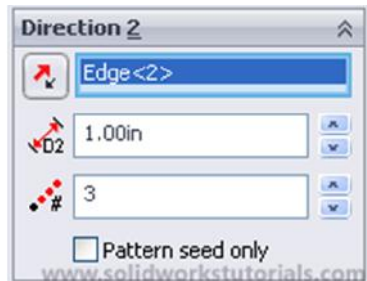 Direction 2
Edge<2>
D2
1.00in
#
3
Pattern seed only
www.solidworkstutorials.com